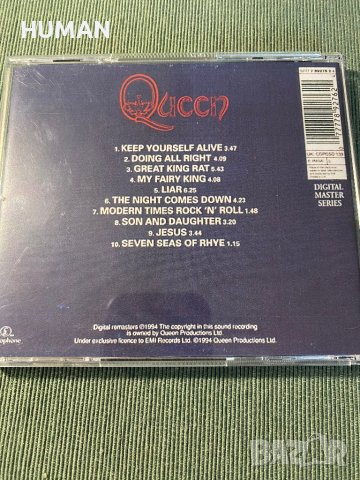 HUMAN
Queen
1. KEEP YOURSELF ALIVE 3.47
2. DOING ALL RIGHT 4.09
3. GREAT KING RAT 5.43
4. MY FAIRY KING 4.08
5. LIAR 6.25
6. THE NIGHT COMES DOWN 4.23
7. MODERN TIMES ROCK 'N' ROLL 1.48
8. SON AND DAUGHTER 3.20
9. JESUS 3.44
10. SEVEN SEAS OF RHYE 1.15
DIGITAL
MASTER
SERIES
Digital remasters ℗1994 The copyright in this sound recording
is owned by Queen Productions Ltd.
Under exclusive licence to EMI Records Ltd. ©1994 Queen Productions Ltd.
BAZAR
bg